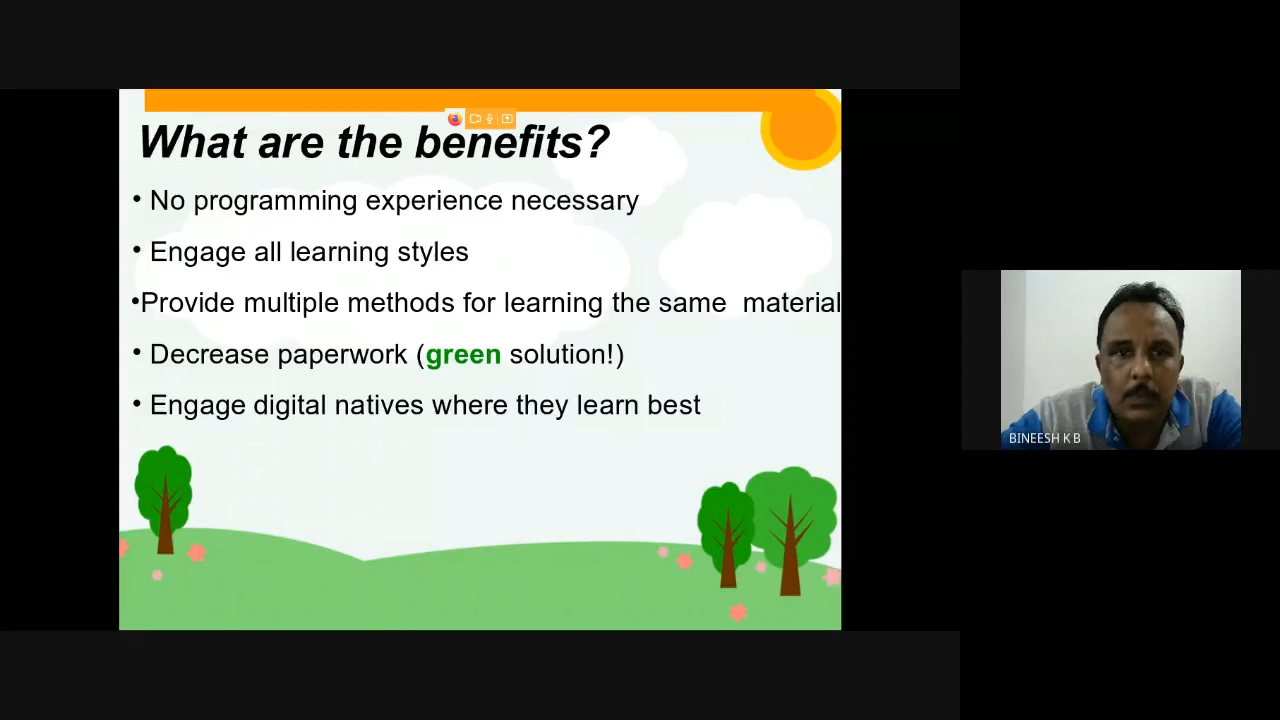 What are the benefits?
• No programming experience necessary
• Engage all learning styles
•Provide multiple methods for learning the same  material
• Decrease paperwork (green solution!)
• Engage digital natives where they learn best
BINEESH K B